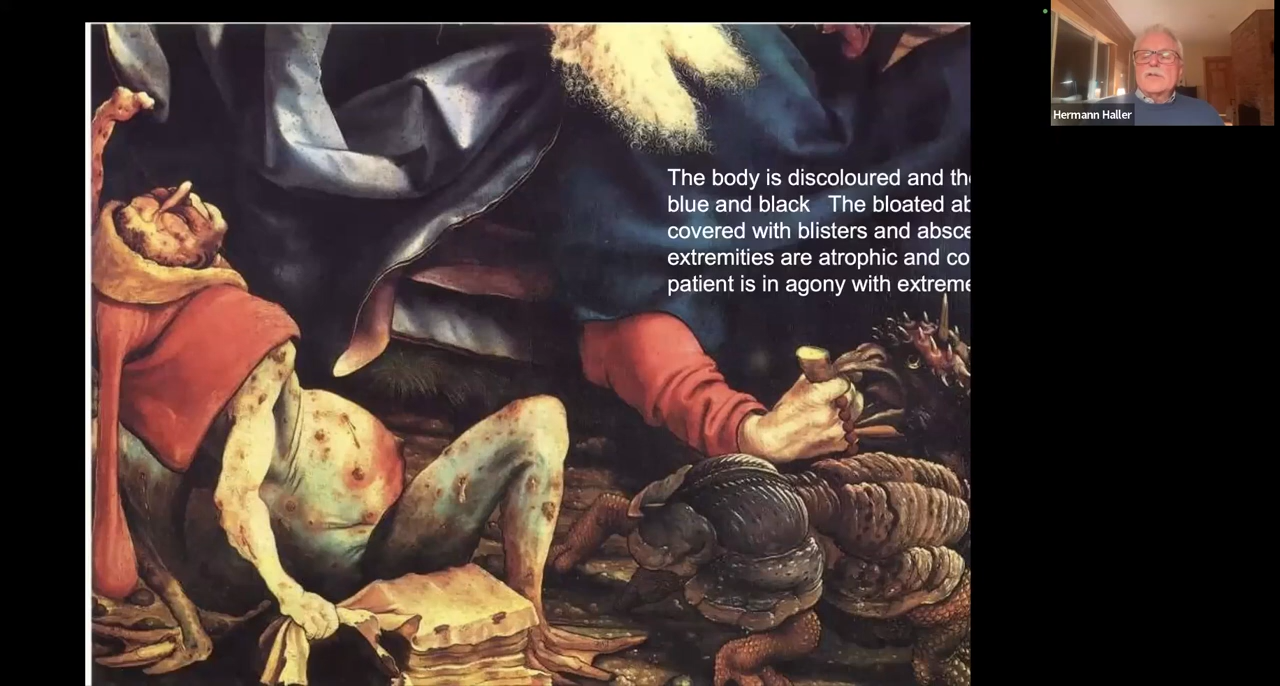 The body is discoloured and
blue and black The bloated
covered with blisters and
extremities are atrophic and
patient is in agony with
Hermann Haller